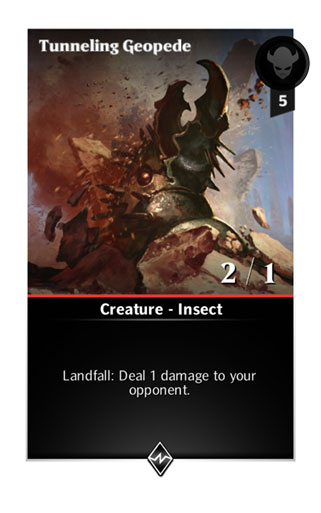 Tunneling Geopede
5
2 / 1
Creature - Insect
Landfall: Deal 1 damage to your
opponent.